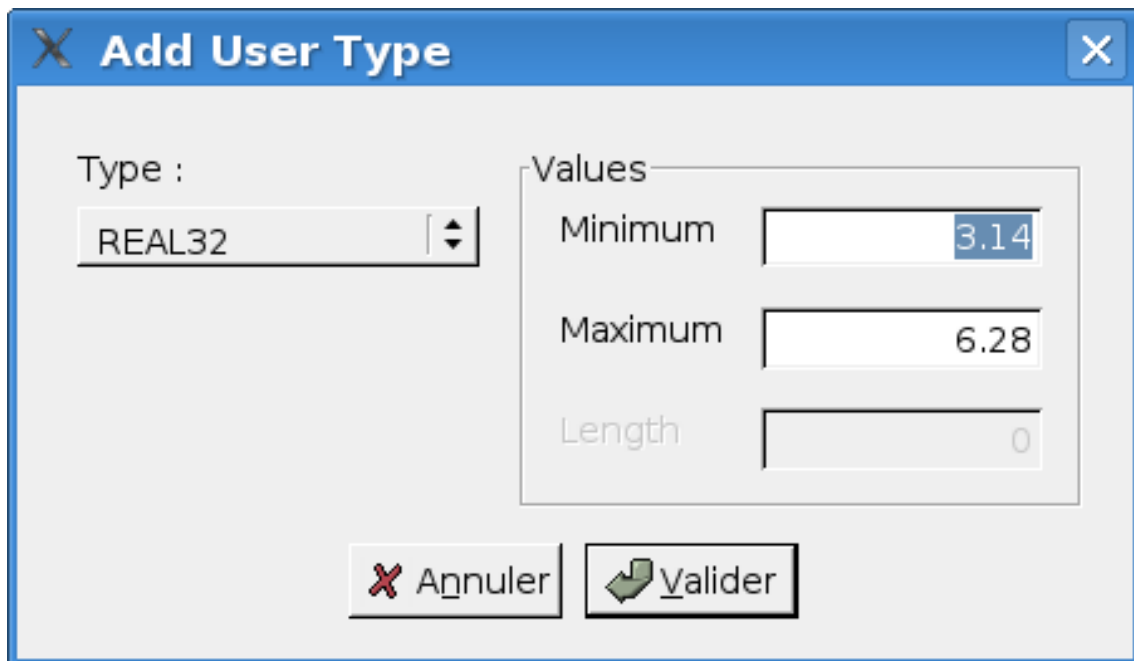 Add User Type
Type :
REAL32
Values
Minimum 3.14
Maximum 6.28
Length 0
Annuler Valider